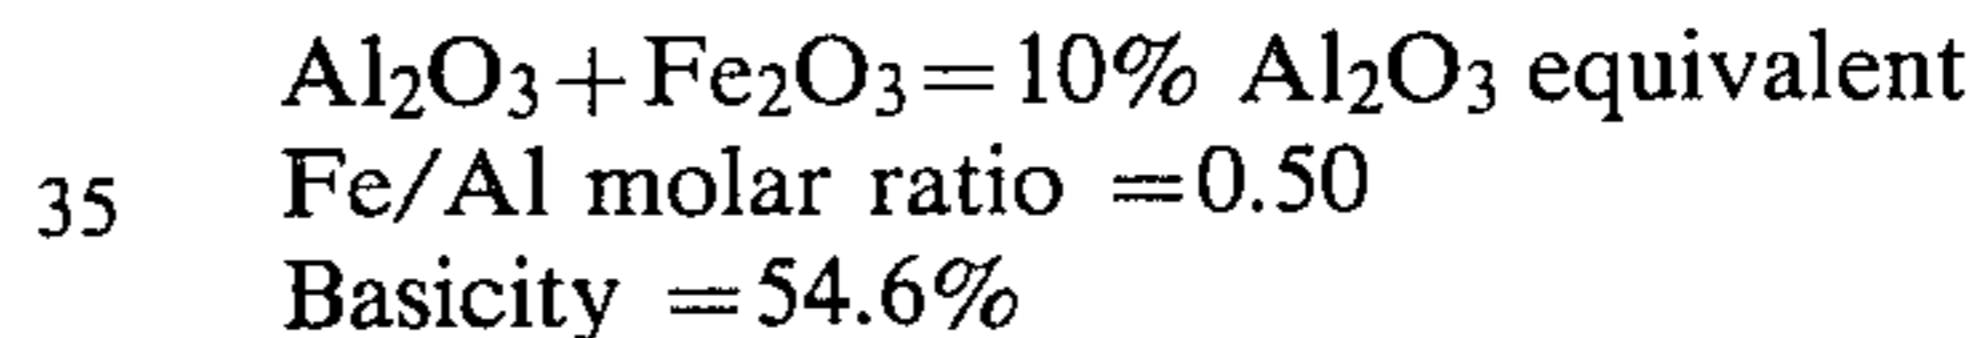 Al₂O₃+Fe₂O₃=10% Al₂O₃ equivalent
35 Fe/Al molar ratio =0.50
Basicity =54.6%